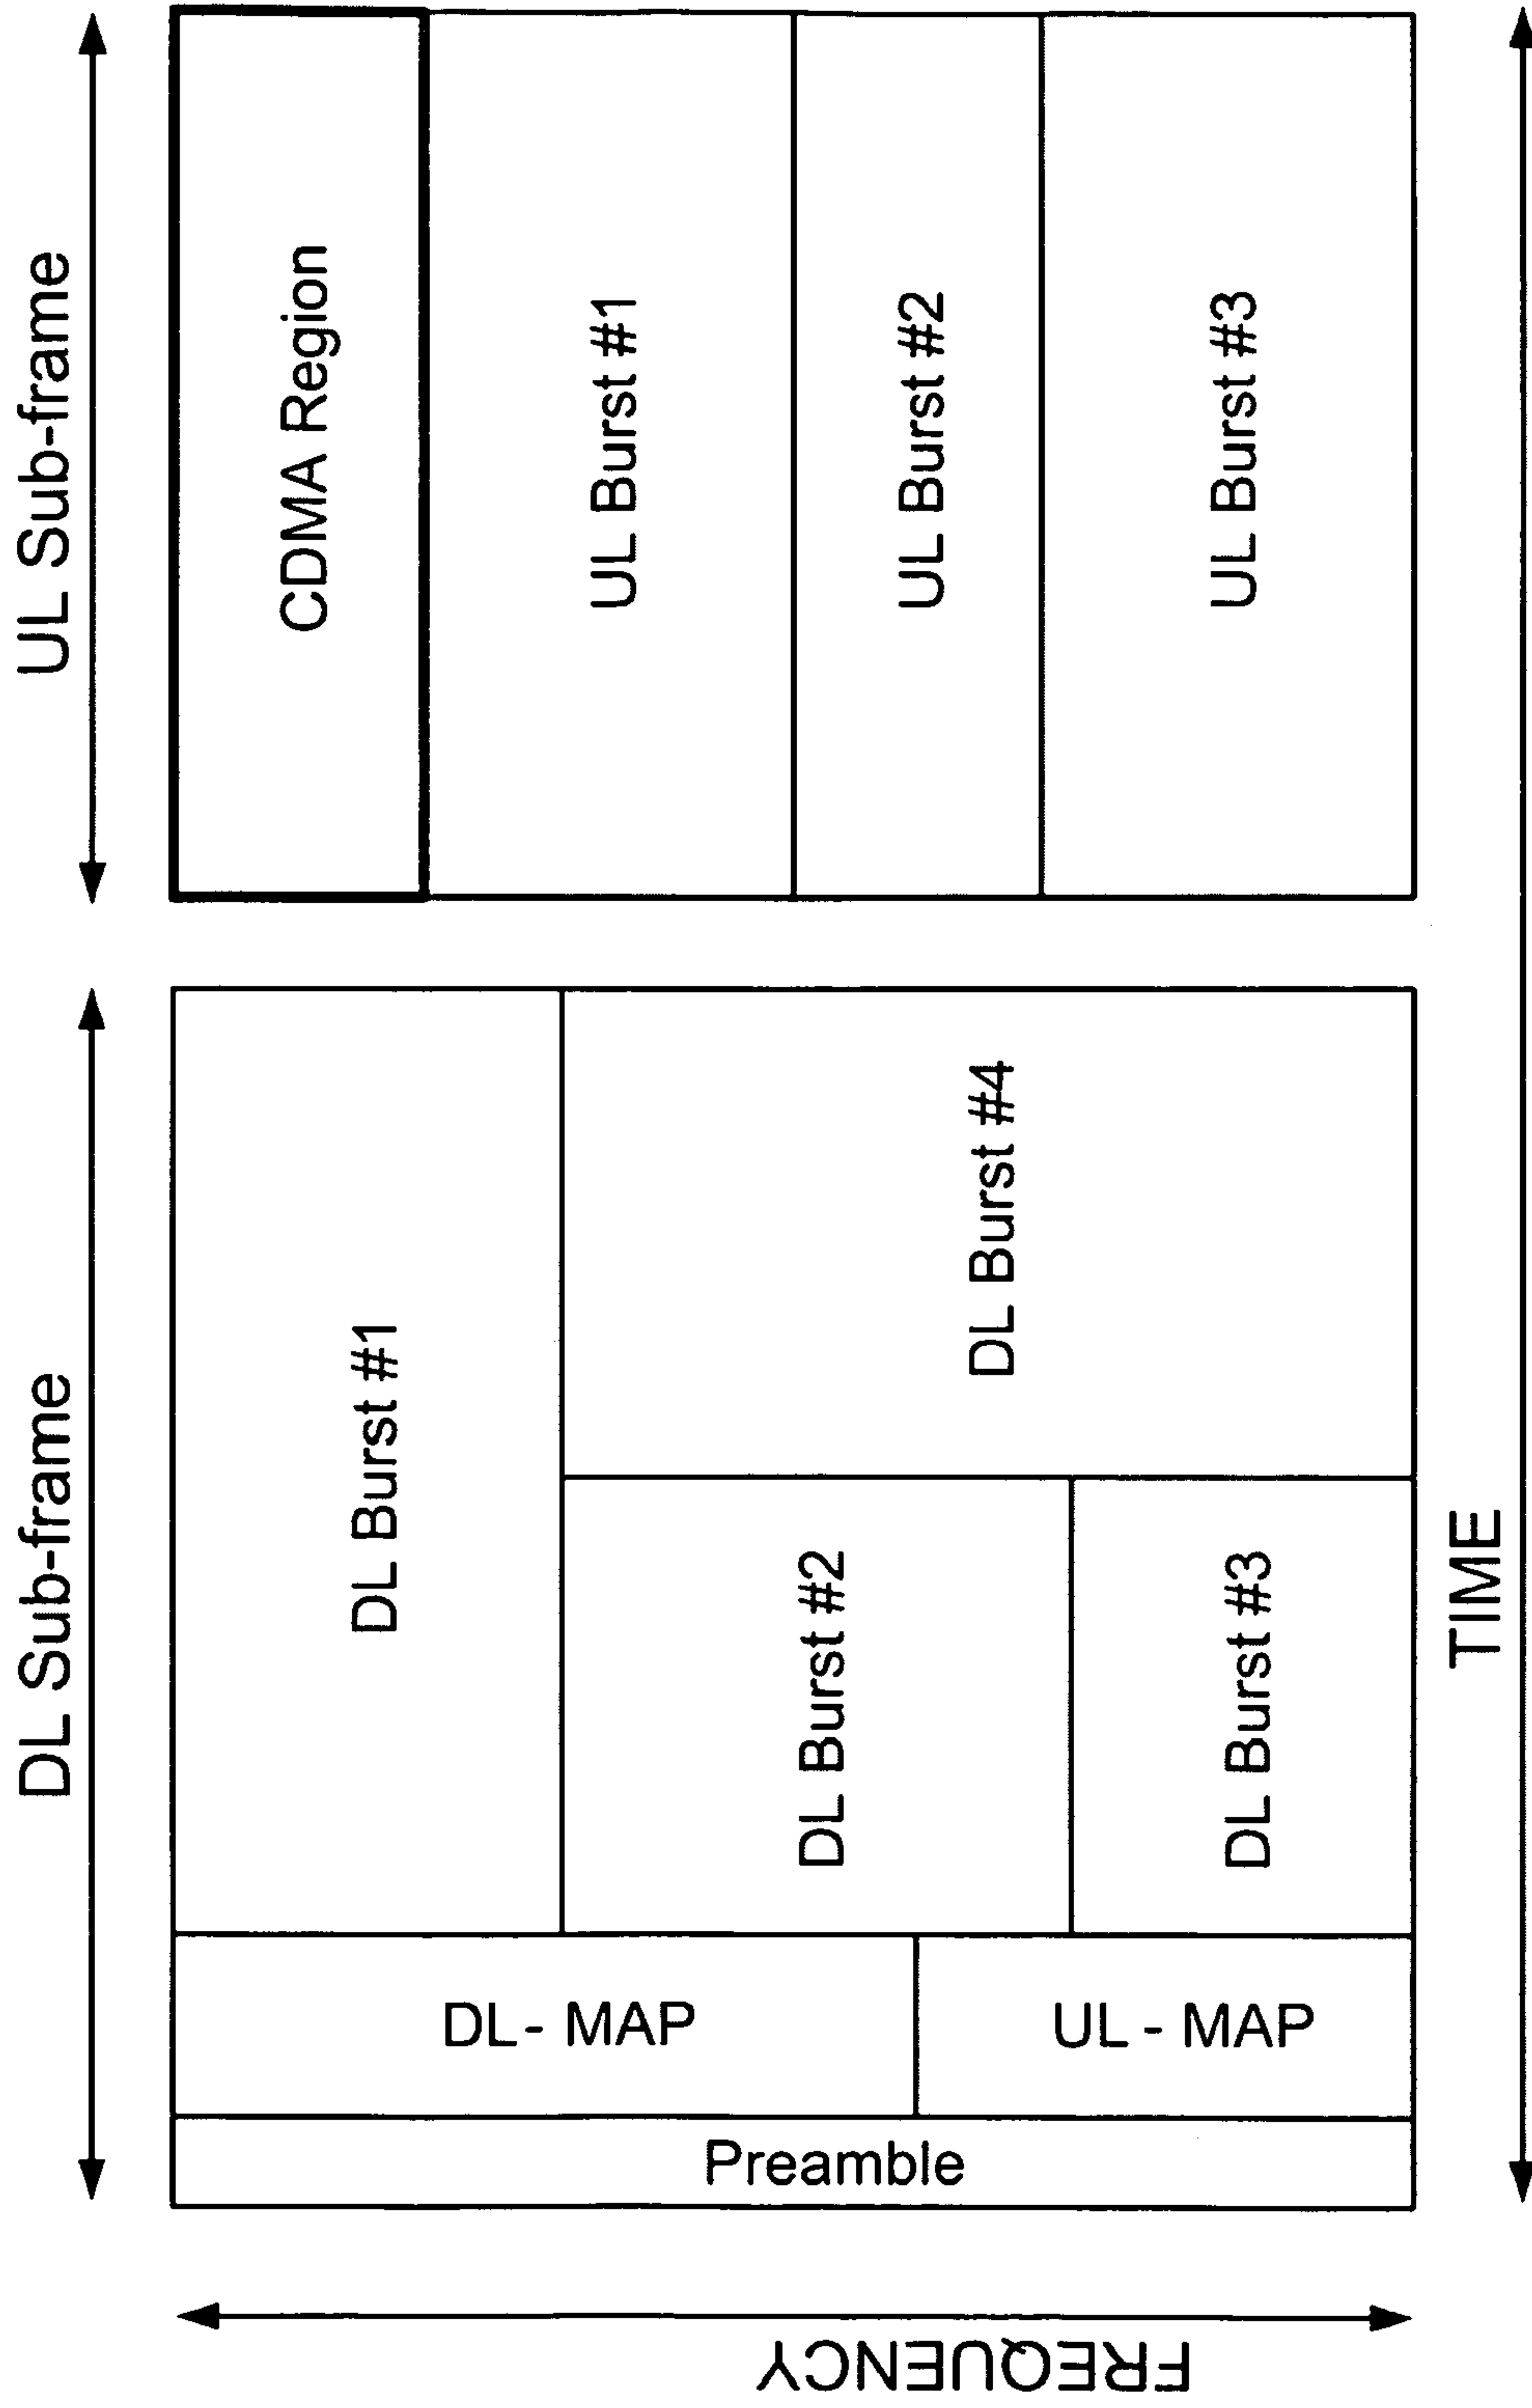 DL Sub-frame
UL Sub-frame
FREQUENCY
Preamble
DL- MAP
UL - MAP
DL Burst #1
DL Burst #2
DL Burst #3
DL Burst #4
CDMA Region
UL Burst #1
UL Burst #2
UL Burst #3
TIME